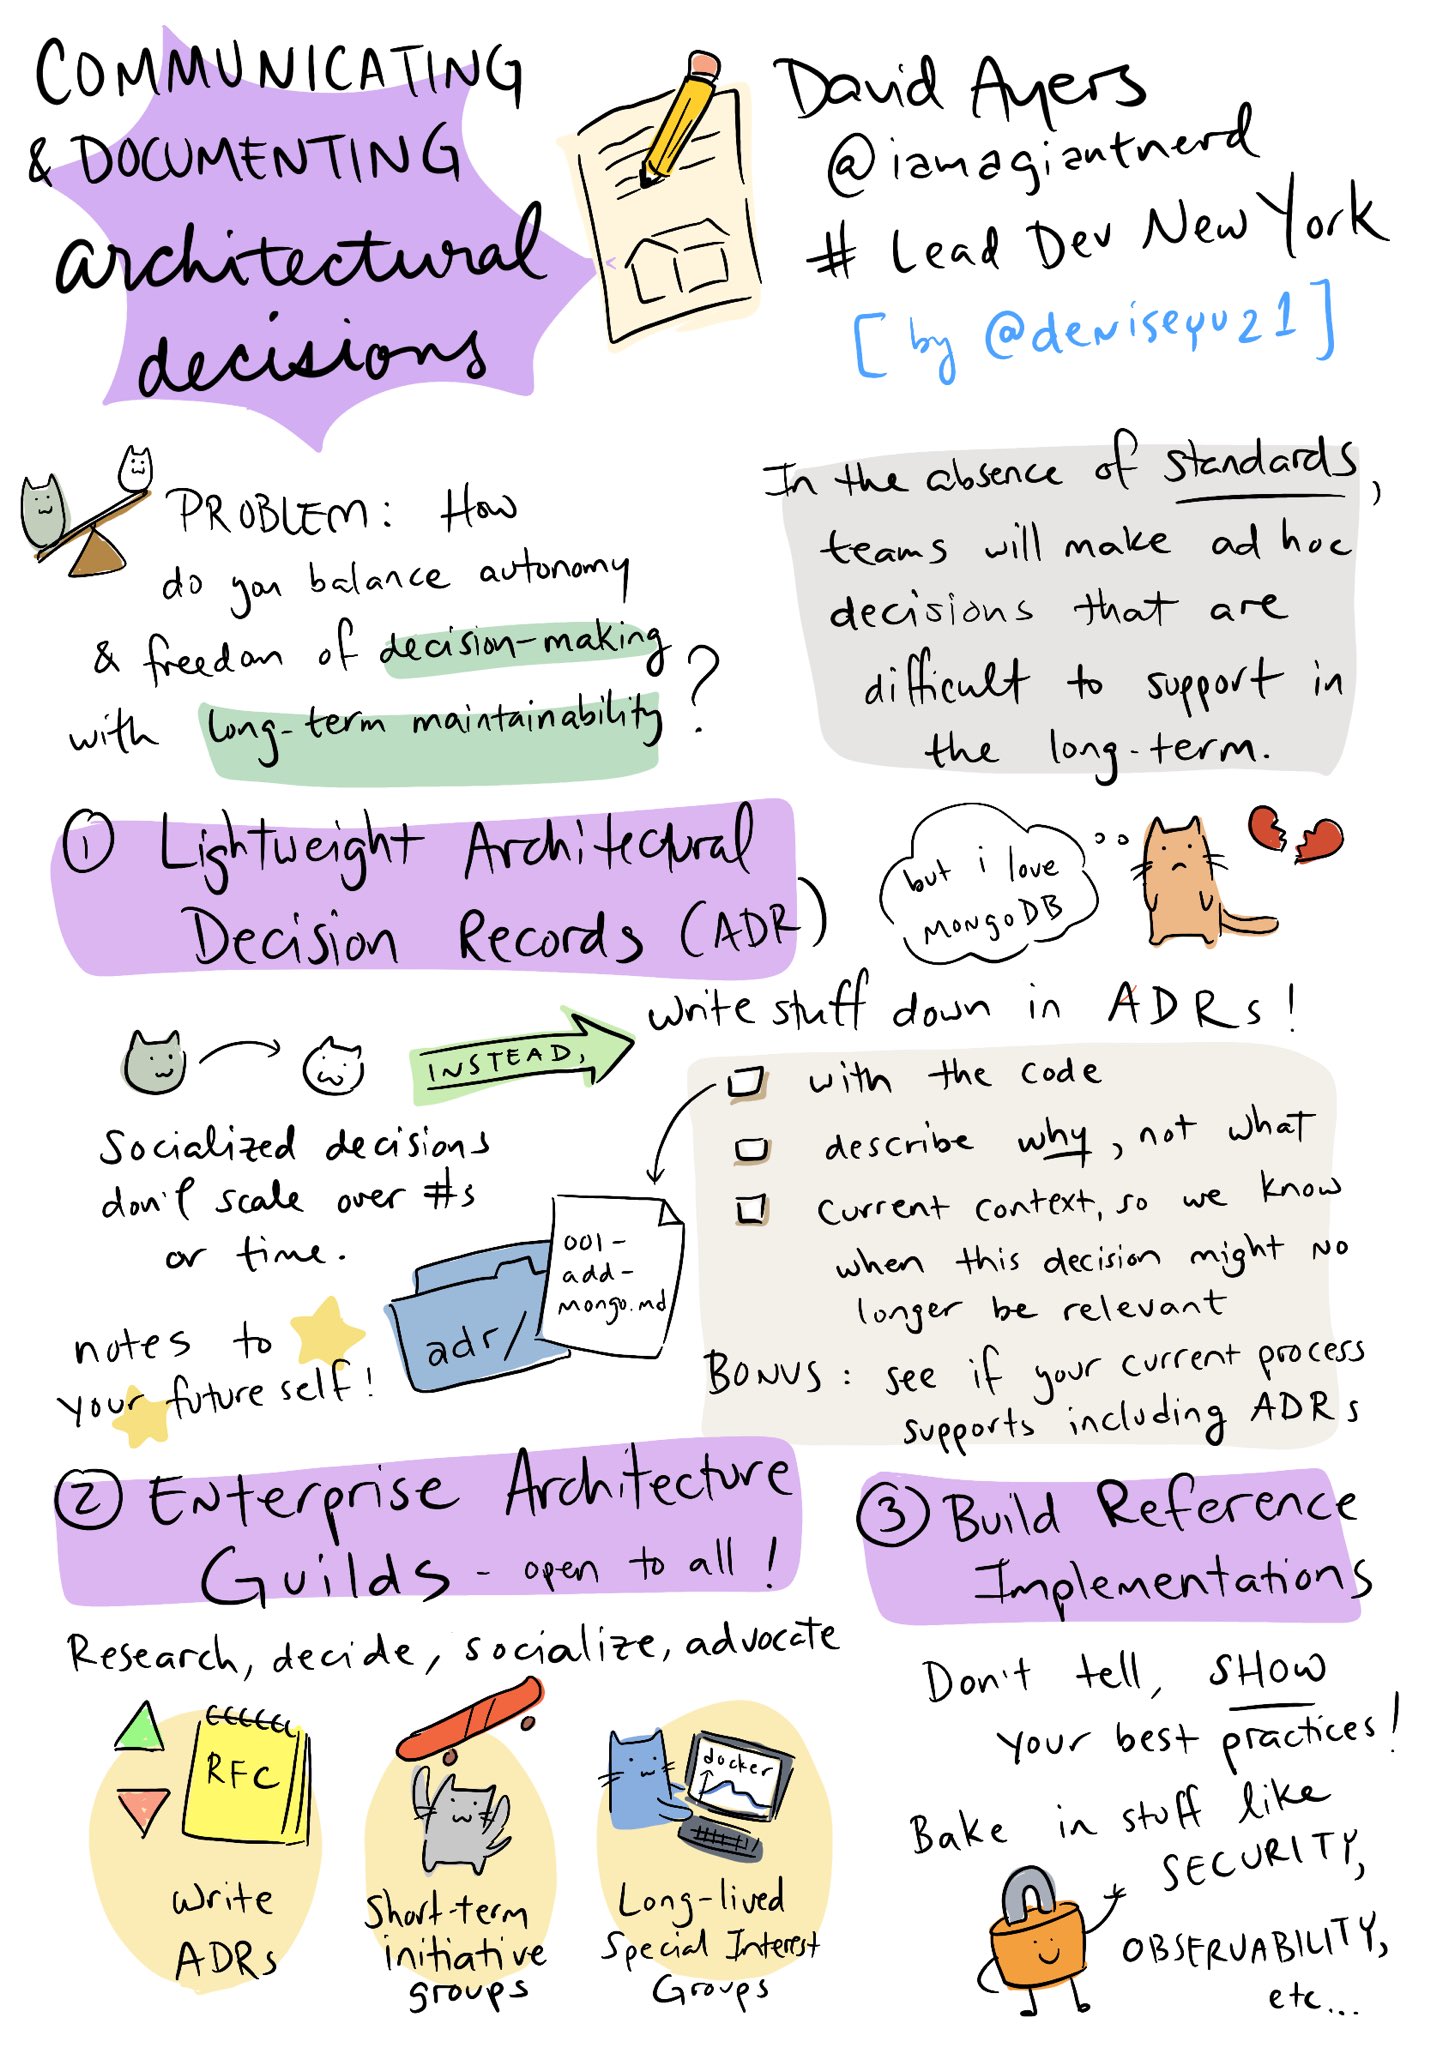 COMMUNICATING
& DOCUMENTING
architectural
decisions
David Ayers
@iamagiantnerd
# Lead Dev New York
[by @deniseyu21]
PROBLEM: How
do you balance autonomy
& freedom of decision-making
with long-term maintainability?
In the absence of standards,
teams will make ad hoc
decisions that are
difficult to support in
the long-term.
① Lightweight Architectural
Decision Records (ADR)
but i love
MONGODB
INSTEAD,
write stuff down in ADRs!
Socialized decisions
don't scale over #s
or time.
notes to
your future self!
adr/
001-
add-
mongo.md
with the code
describe why, not what
current context, so we know
when this decision might no
longer be relevant
BONUS: see if your current process
supports including ADRs
② Enterprise Architecture
Guilds - open to all!
Research, decide, socialize, advocate
RFC
write
ADRs
Short-term
initiative
groups
docker
Long-lived
Special Interest
Groups
③ Build Reference
Implementations
Don't tell, SHOW
your best practices!
Bake in stuff like
SECURITY,
OBSERVABILITY,
etc...